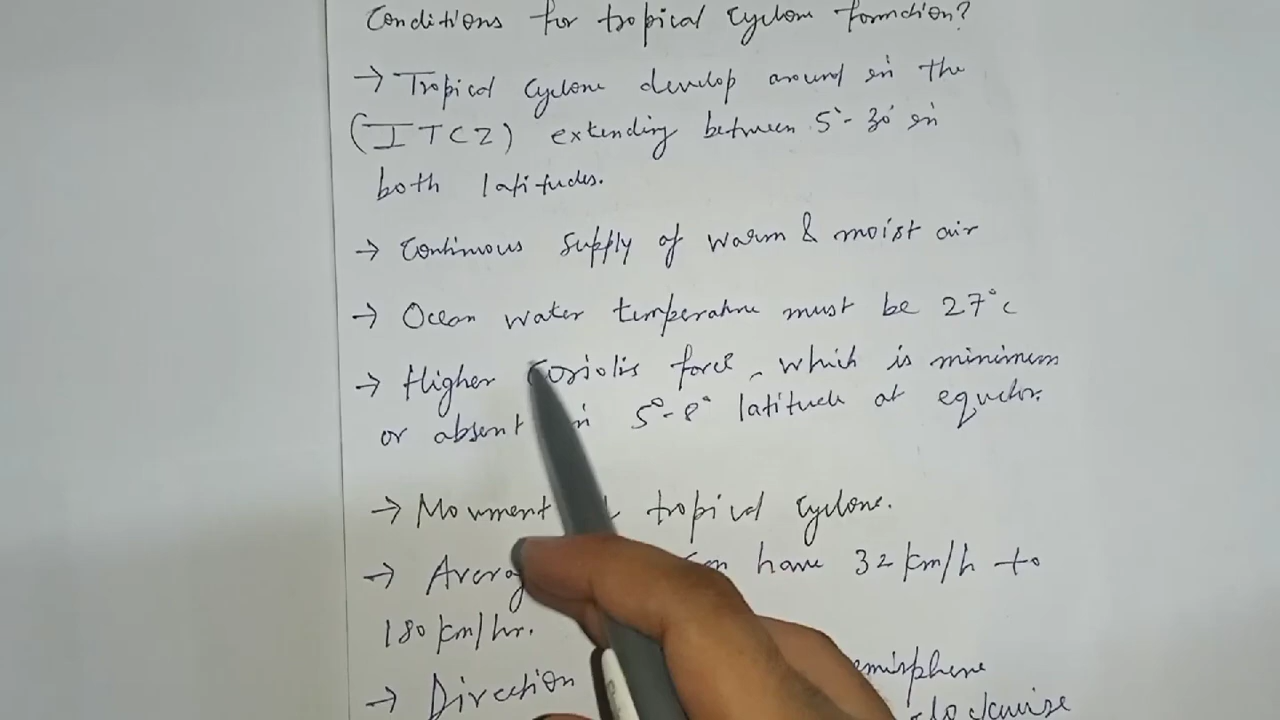 Conditions for tropical cyclone formation?
→ Tropical cyclone develop around in the
(ITCZ) extending between 5°-30° in
both latitudes.
→ Continuous supply of warm & moist air
→ Ocean water temperature must be 27°c
→ Higher Coriolis force, which is minimum
or absent in 5°-8° latitude at equator.
→ Movement tropical cyclone.
→ have 32 km/h to
180 km/hr.
→ Direction
clockwise